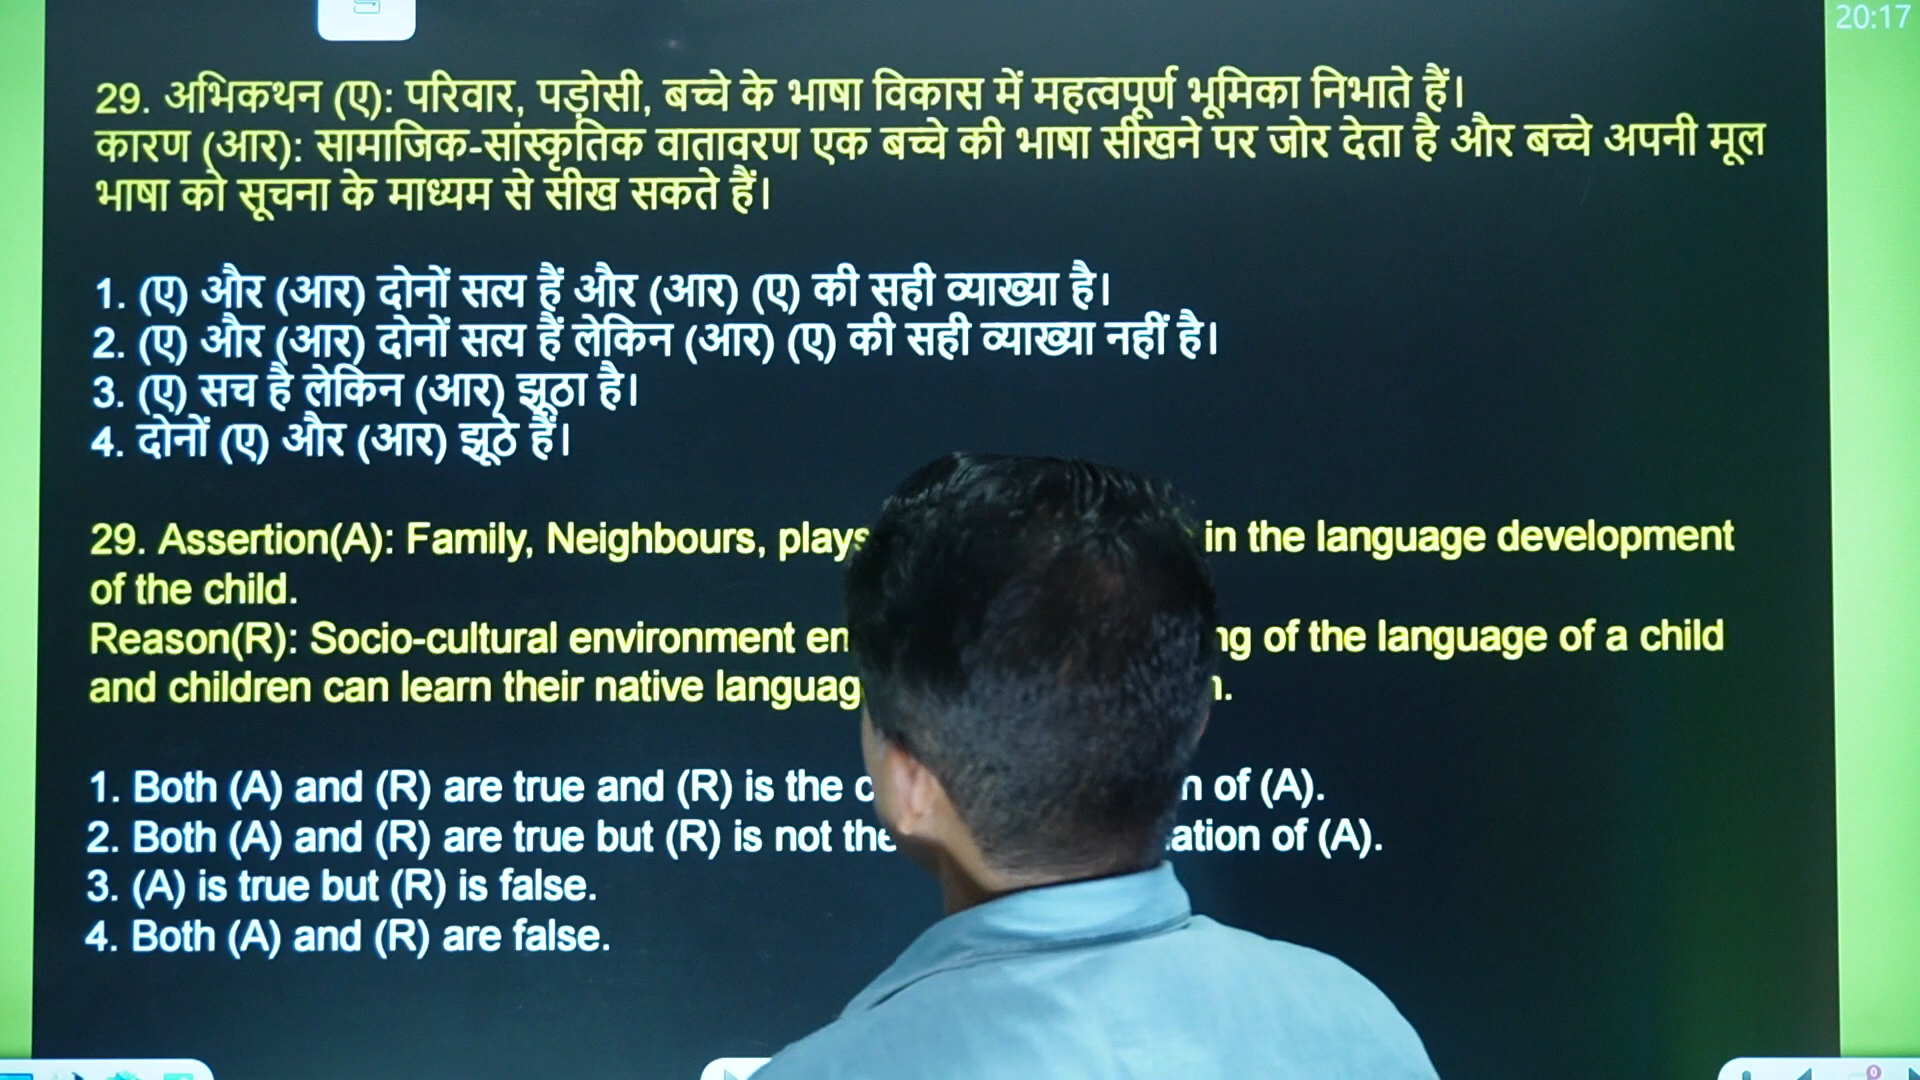 20:17
29. अभिकथन (ए): परिवार, पड़ोसी, बच्चे के भाषा विकास में महत्वपूर्ण भूमिका निभाते हैं।
कारण (आर): सामाजिक-सांस्कृतिक वातावरण एक बच्चे की भाषा सीखने पर जोर देता है और बच्चे अपनी मूल
भाषा को सूचना के माध्यम से सीख सकते हैं।
1. (ए) और (आर) दोनों सत्य हैं और (आर) (ए) की सही व्याख्या है।
2. (ए) और (आर) दोनों सत्य हैं लेकिन (आर) (ए) की सही व्याख्या नहीं है।
3. (ए) सच है लेकिन (आर) झूठा है।
4. दोनों (ए) और (आर) झूठे हैं।
29. Assertion(A): Family, Neighbours, plays in the language development
of the child.
Reason(R): Socio-cultural environment of the language of a child
and children can learn their native
1. Both (A) and (R) are true and (R) is the of (A).
2. Both (A) and (R) are true but (R) is not the of (A).
3. (A) is true but (R) is false.
4. Both (A) and (R) are false.
0